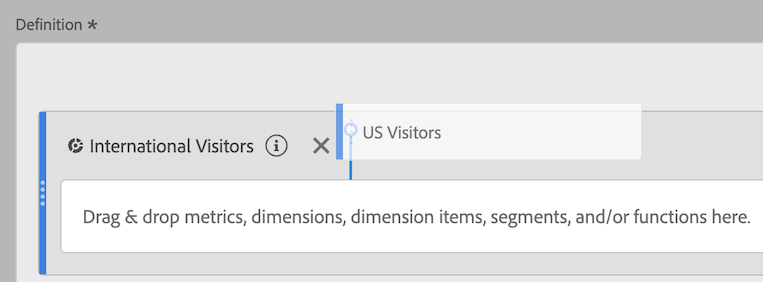 Definition *
US Visitors
International Visitors
Drag & drop metrics, dimensions, dimension items, segments, and/or functions here.